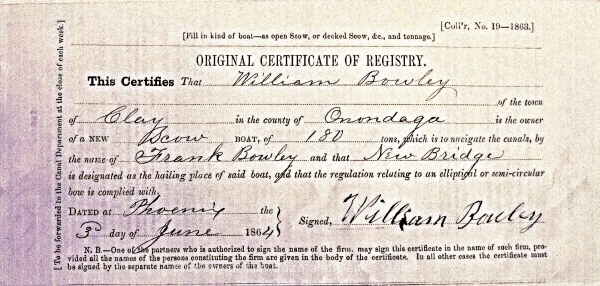 [Coll'r, No. 19—1863.]
[Fill in kind of boat—as open Scow, or decked Scow, &c., and tonnage.]
ORIGINAL CERTIFICATE OF REGISTRY.
This Certifies That William Bowley
of the town
of Clay in the county of Onondaga is the owner
of a NEW Scow BOAT, of 180 tons, which is to navigate the canals, by
the name of Frank Bowley and that New Bridge
is designated as the hailing place of said boat, and that the regulation relating to an elliptical or semi-circular
bow is complied with.
DATED at Phoenix the
3d day of June 1864
Signed, William Bowley
N. B.—One of the partners who is authorized to sign the name of the firm, may sign this certificate in the name of such firm, pro-
vided all the names of the persons constituting the firm are given in the body of the certificate. In all other cases the certificate must
be signed by the separate names of the owners of the boat.
[To be forwarded to the Canal Department at the close of each week.]